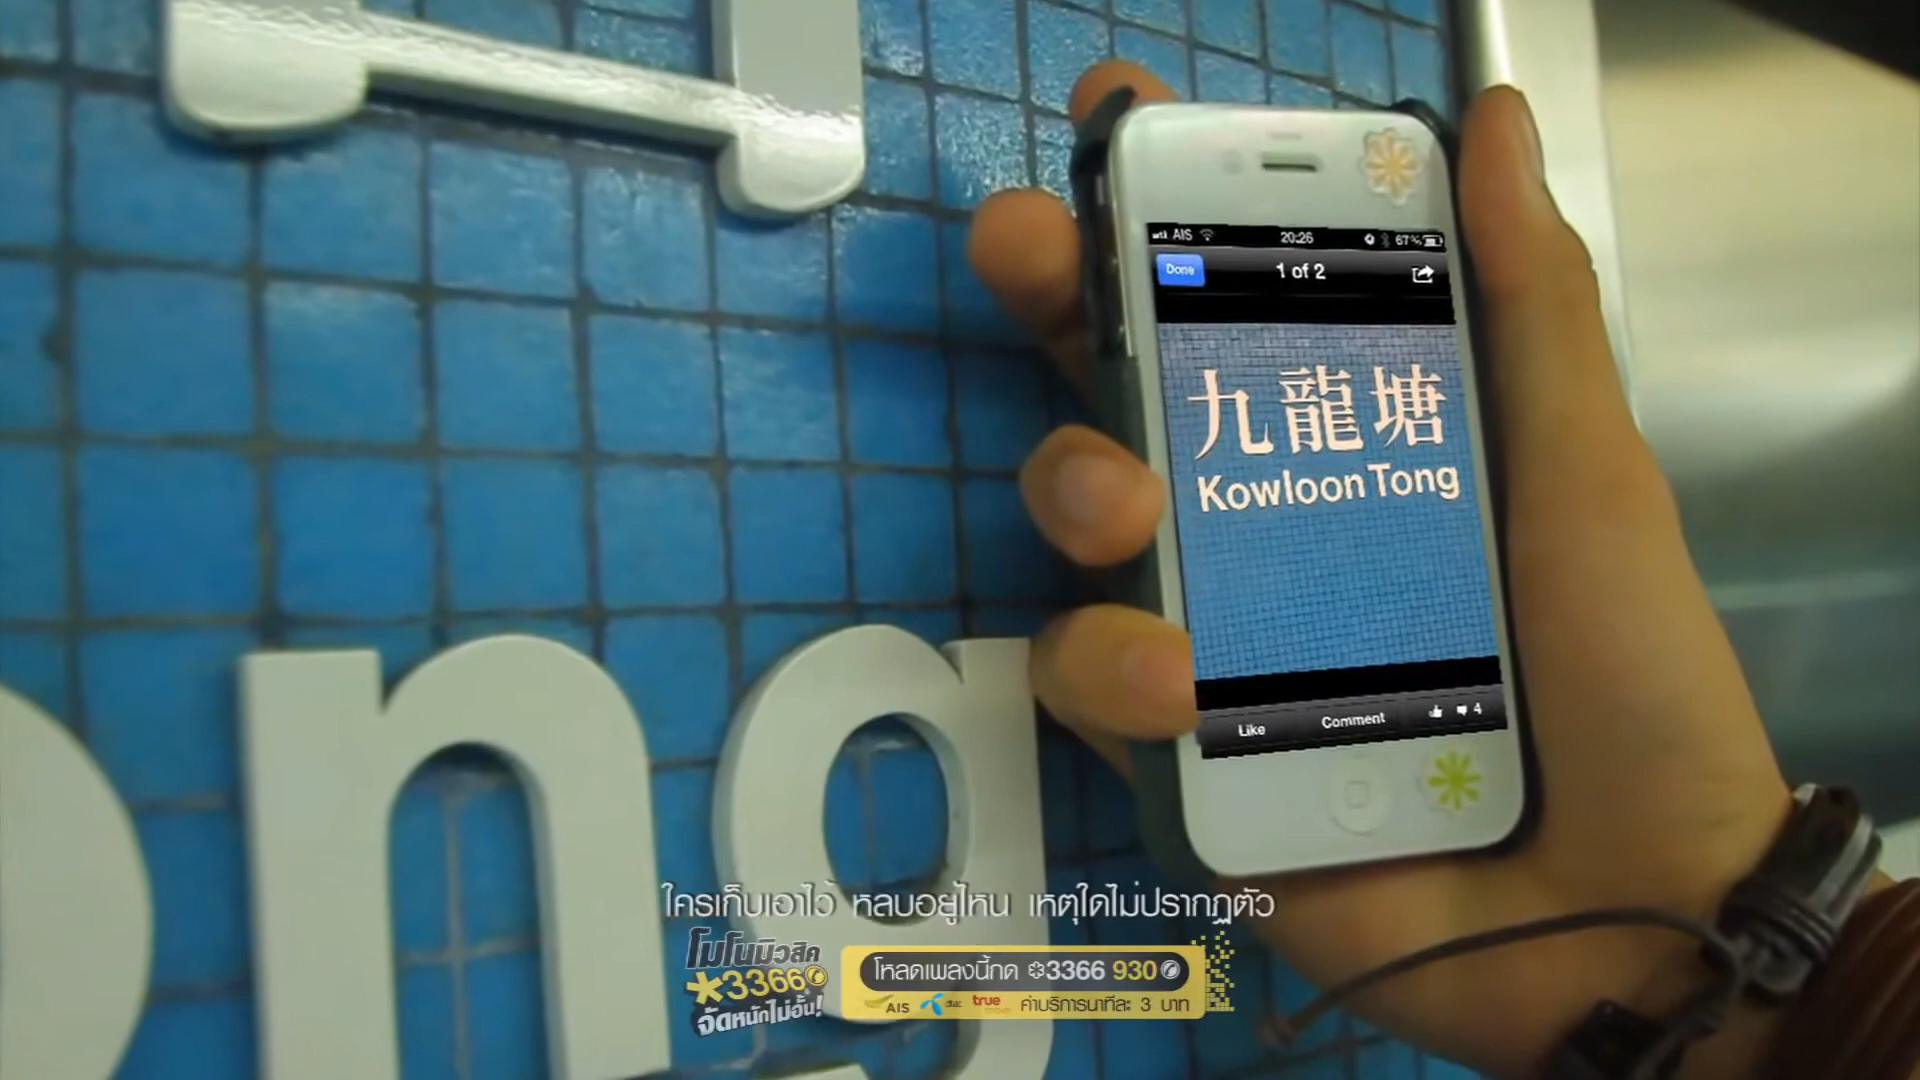 AIS 20:26 67%
Done 1 of 2
九龍塘
Kowloon Tong
Like Comment 4
ong
ใครเก็บเอาไว้ หลบอยู่ไหน เหตุใดไม่ปรากฏตัว
โมโนมิวสิค
*3366
จัดหนักไม่อั้น!
โหลดเพลงนี้กด *3366 930
AIS true ค่าบริการนาทีละ 3 บาท